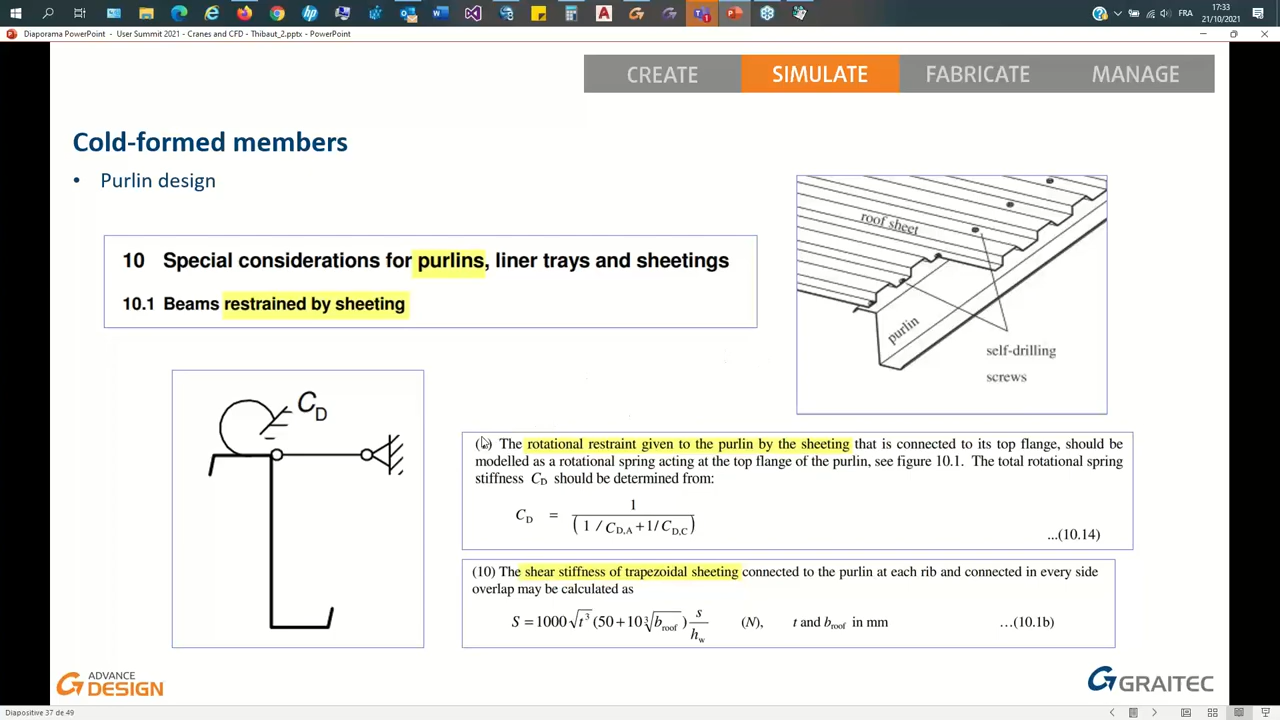 17:33
FRA
21/10/2021
Diaporama PowerPoint - User Summit 2021 - Cranes and CFD - Thibaut_2.pptx - PowerPoint
CREATE SIMULATE FABRICATE MANAGE
Cold-formed members
• Purlin design
10 Special considerations for purlins, liner trays and sheetings
10.1 Beams restrained by sheeting
roof sheet
purlin
self-drilling
screws
C_D
The rotational restraint given to the purlin by the sheeting that is connected to its top flange, should be
modelled as a rotational spring acting at the top flange of the purlin, see figure 10.1. The total rotational spring
stiffness C_D should be determined from:
C_D = 1 / ( 1 / C_D,A + 1/ C_D,C ) ...(10.14)
(10) The shear stiffness of trapezoidal sheeting connected to the purlin at each rib and connected in every side
overlap may be calculated as
S = 1000 √t³ (50 + 10 ∛b_roof) s / h_w (N), t and b_roof in mm …(10.1b)
ADVANCE
DESIGN
GRAITEC
Diapositive 37 de 49